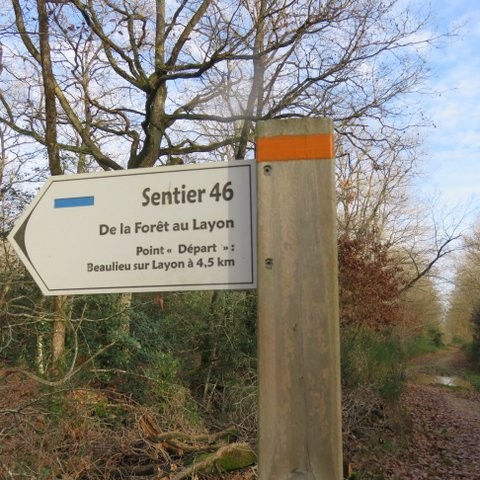 Sentier 46
De la Forêt au Layon
Point « Départ » :
Beaulieu sur Layon à 4,5 km